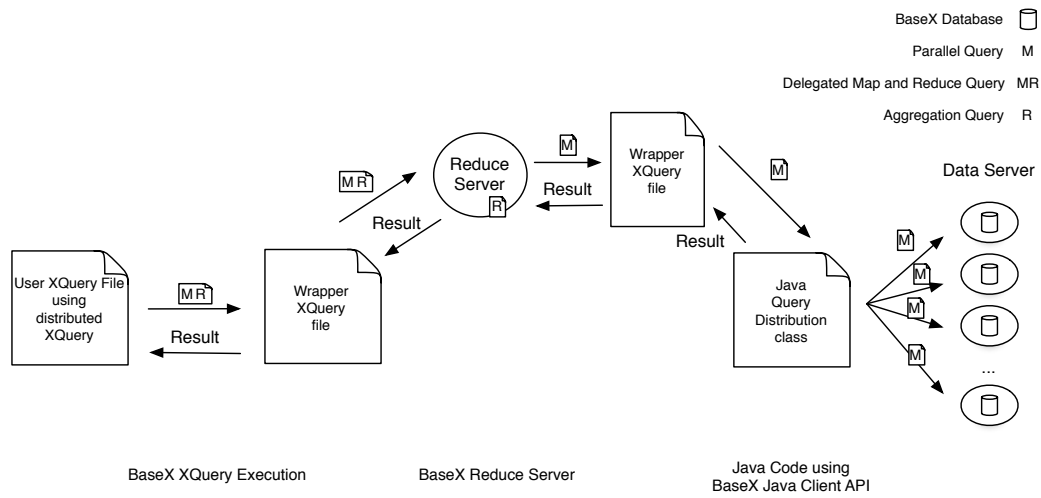 BaseX Database
Parallel Query M
Delegated Map and Reduce Query MR
Aggregation Query R
Data Server
Reduce
Server
R
M R
Result
M
Result
Wrapper
XQuery
file
M
Result
User XQuery File
using
distributed
XQuery
M R
Result
Wrapper
XQuery
file
Java
Query
Distribution
class
M
M
M
M
...
BaseX XQuery Execution
BaseX Reduce Server
Java Code using
BaseX Java Client API